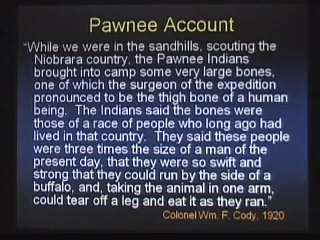 Pawnee Account
"While we were in the sandhills, scouting the
Niobrara country, the Pawnee Indians
brought into camp some very large bones,
one of which the surgeon of the expedition
pronounced to be the thigh bone of a human
being. The Indians said the bones were
those of a race of people who long ago had
lived in that country. They said these people
were three times the size of a man of the
present day, that they were so swift and
strong that they could run by the side of a
buffalo, and, taking the animal in one arm,
could tear off a leg and eat it as they ran."
Colonel Wm. F. Cody, 1920